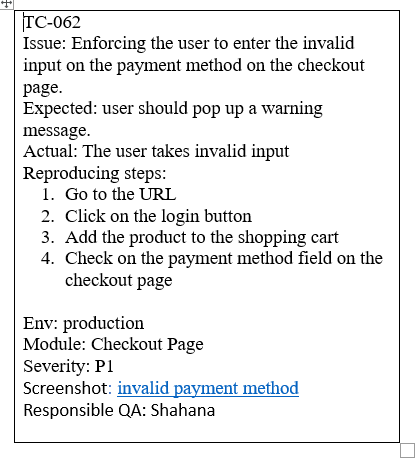 TC-062
Issue: Enforcing the user to enter the invalid
input on the payment method on the checkout
page.
Expected: user should pop up a warning
message.
Actual: The user takes invalid input
Reproducing steps:
1. Go to the URL
2. Click on the login button
3. Add the product to the shopping cart
4. Check on the payment method field on the
checkout page
Env: production
Module: Checkout Page
Severity: P1
Screenshot: invalid payment method
Responsible QA: Shahana